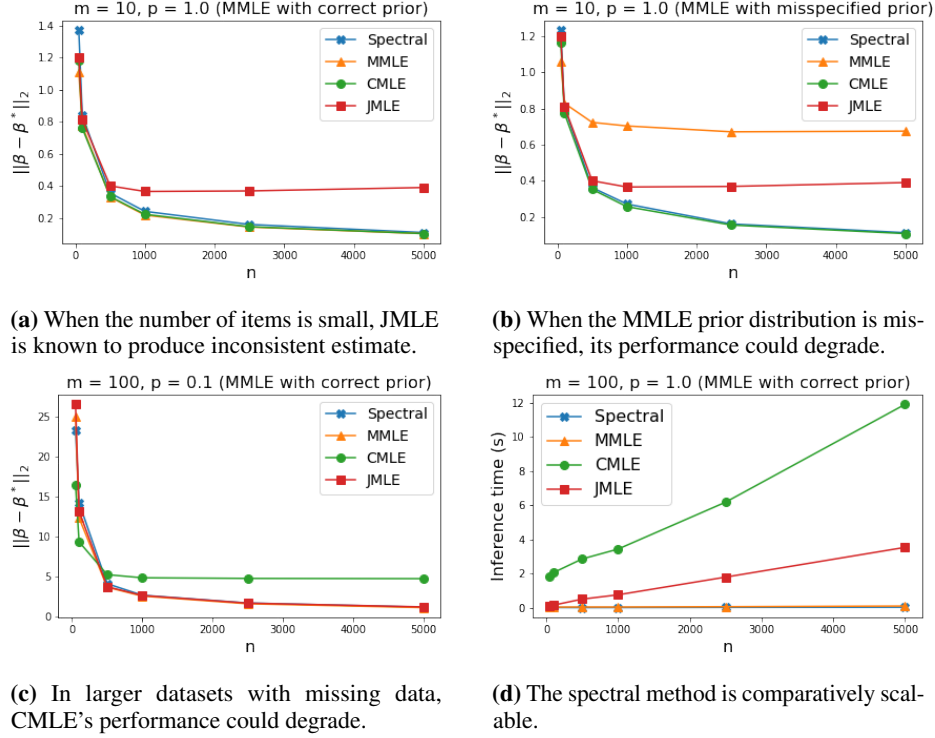 m = 10, p = 1.0 (MMLE with correct prior)
1.4
1.2
1.0
0.8
0.6
0.4
0.2
||β − β*||₂
Spectral
MMLE
CMLE
JMLE
0
1000
2000
3000
4000
5000
n
(a) When the number of items is small, JMLE
is known to produce inconsistent estimate.
m = 10, p = 1.0 (MMLE with misspecified prior)
1.2
1.0
0.8
0.6
0.4
0.2
||β − β*||₂
Spectral
MMLE
CMLE
JMLE
0
1000
2000
3000
4000
5000
n
(b) When the MMLE prior distribution is mis-
specified, its performance could degrade.
m = 100, p = 0.1 (MMLE with correct prior)
25
20
15
10
5
0
||β − β*||₂
Spectral
MMLE
CMLE
JMLE
0
1000
2000
3000
4000
5000
n
(c) In larger datasets with missing data,
CMLE's performance could degrade.
m = 100, p = 1.0 (MMLE with correct prior)
12
10
8
6
4
2
0
Inference time (s)
Spectral
MMLE
CMLE
JMLE
0
1000
2000
3000
4000
5000
n
(d) The spectral method is comparatively scal-
able.